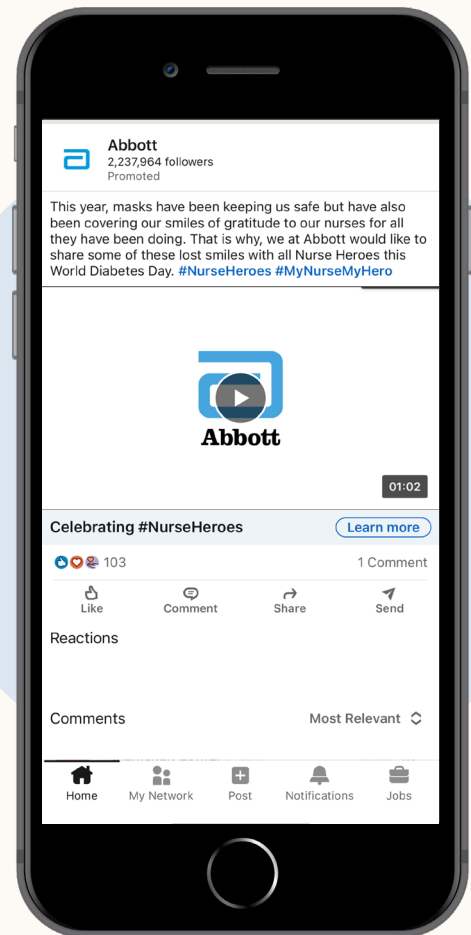 Abbott
2,237,964 followers
Promoted
This year, masks have been keeping us safe but have also
been covering our smiles of gratitude to our nurses for all
they have been doing. That is why, we at Abbott would like to
share some of these lost smiles with all Nurse Heroes this
World Diabetes Day. #NurseHeroes #MyNurseMyHero
Abbott
01:02
Celebrating #NurseHeroes
Learn more
103
1 Comment
Like
Comment
Share
Send
Reactions
Comments
Most Relevant
Home
My Network
Post
Notifications
Jobs